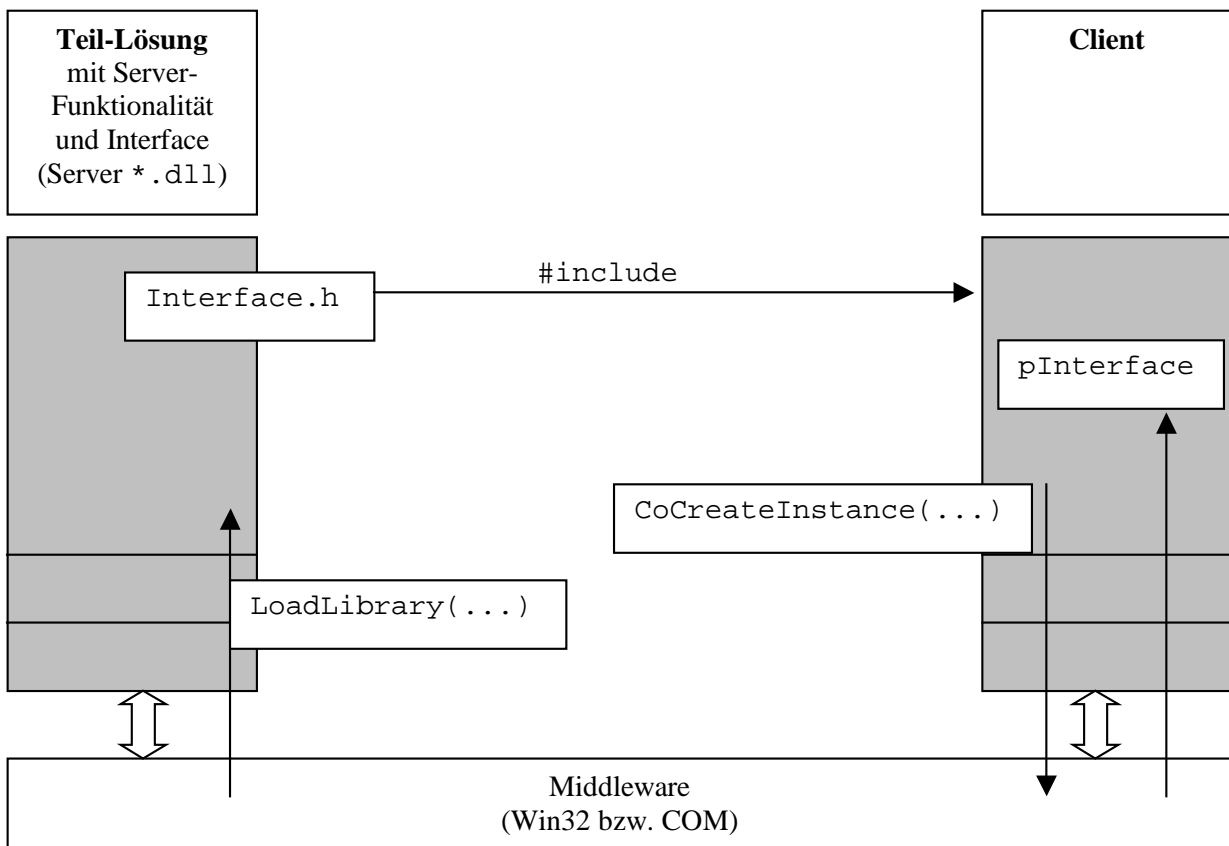 Teil-Lösung
mit Server-
Funktionalität
und Interface
(Server *.dll)
Client
#include
Interface.h
pInterface
CoCreateInstance(...)
LoadLibrary(...)
Middleware
(Win32 bzw. COM)